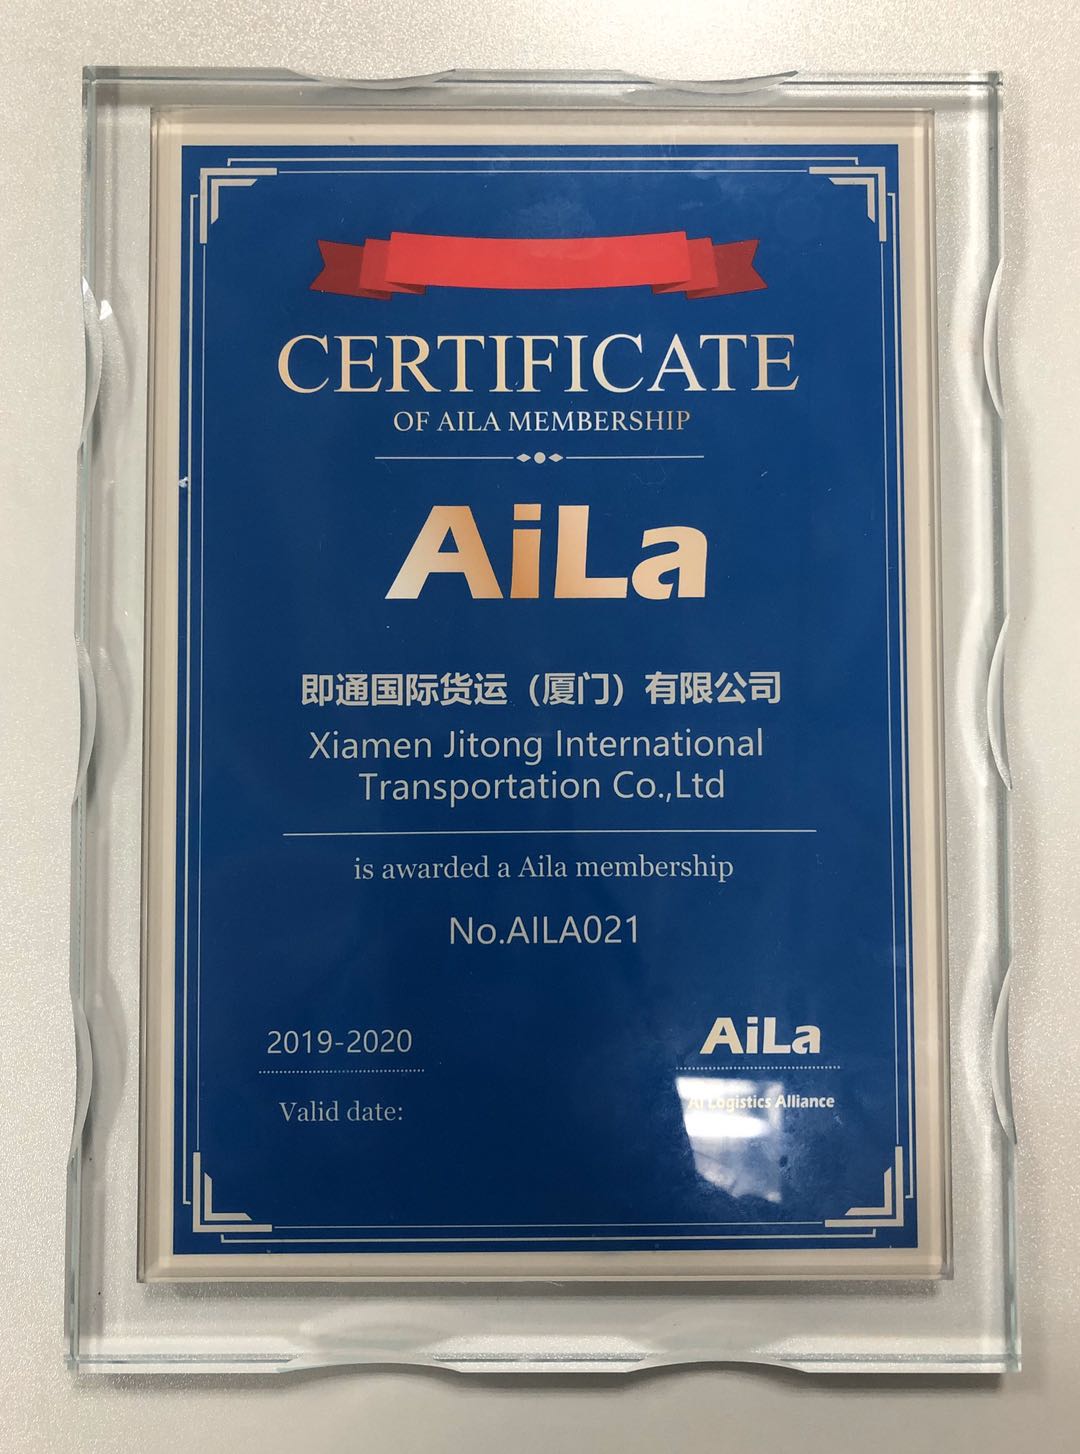 CERTIFICATE
OF AILA MEMBERSHIP
AiLa
即通国际货运（厦门）有限公司
Xiamen Jitong International
Transportation Co.,Ltd
is awarded a Aila membership
No.AILA021
2019-2020
Valid date:
AiLa
AI Logistics Alliance